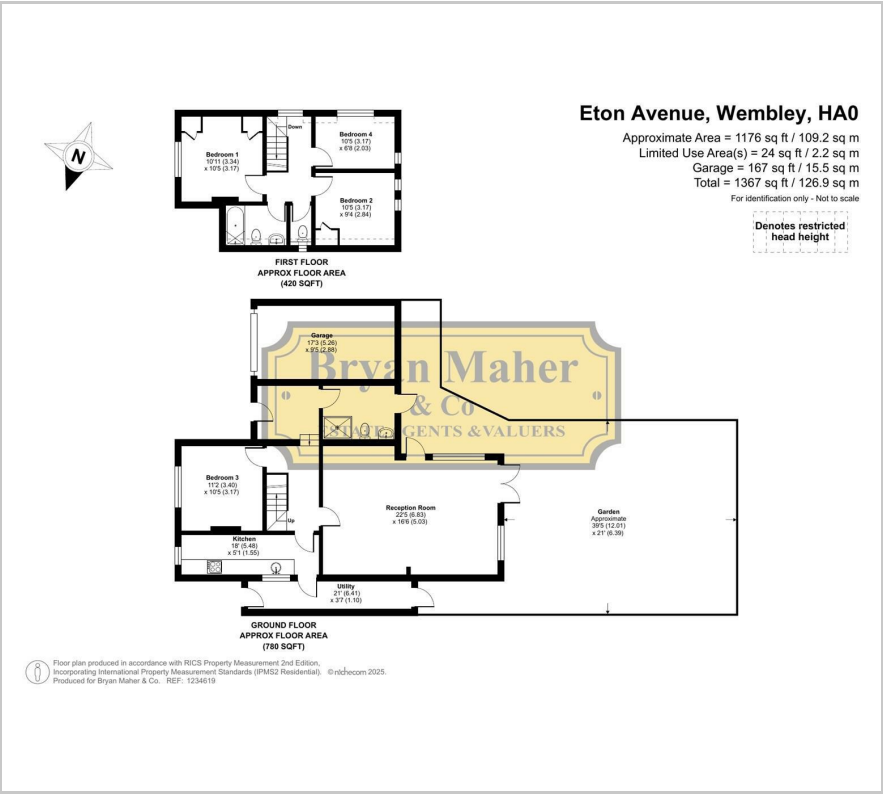 Eton Avenue, Wembley, HA0
Approximate Area = 1176 sq ft / 109.2 sq m
Limited Use Area(s) = 24 sq ft / 2.2 sq m
Garage = 167 sq ft / 15.5 sq m
Total = 1367 sq ft / 126.9 sq m
For identification only - Not to scale
Denotes restricted
head height
N
Down
Bedroom 1
10'11 (3.34)
x 10'5 (3.17)
Bedroom 4
10'5 (3.17)
x 6'8 (2.03)
Bedroom 2
10'5 (3.17)
x 9'4 (2.84)
FIRST FLOOR
APPROX FLOOR AREA
(420 SQFT)
Garage
17'3 (5.26)
x 9'5 (2.88)
Bryan Maher
& Co
ESTATE AGENTS & VALUERS
Bedroom 3
11'2 (3.40)
x 10'5 (3.17)
Up
Reception Room
22'5 (6.83)
x 16'6 (5.03)
Garden
Approximate
39'5 (12.01)
x 21' (6.39)
Kitchen
18' (5.48)
x 5'1 (1.55)
Utility
21' (6.41)
x 3'7 (1.10)
GROUND FLOOR
APPROX FLOOR AREA
(780 SQFT)
Floor plan produced in accordance with RICS Property Measurement 2nd Edition,
Incorporating International Property Measurement Standards (IPMS2 Residential). © nichecom 2025.
Produced for Bryan Maher & Co. REF: 1234619